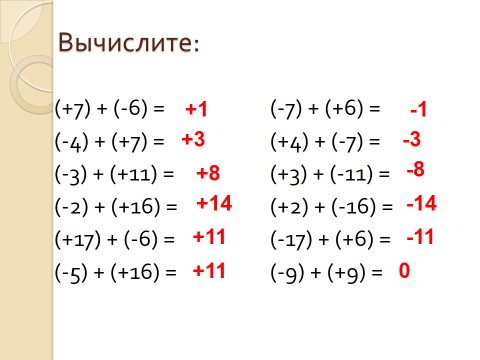 Вычислите:
(+7) + (-6) = +1
(-4) + (+7) = +3
(-3) + (+11) = +8
(-2) + (+16) = +14
(+17) + (-6) = +11
(-5) + (+16) = +11
(-7) + (+6) = -1
(+4) + (-7) = -3
(+3) + (-11) = -8
(+2) + (-16) = -14
(-17) + (+6) = -11
(-9) + (+9) = 0